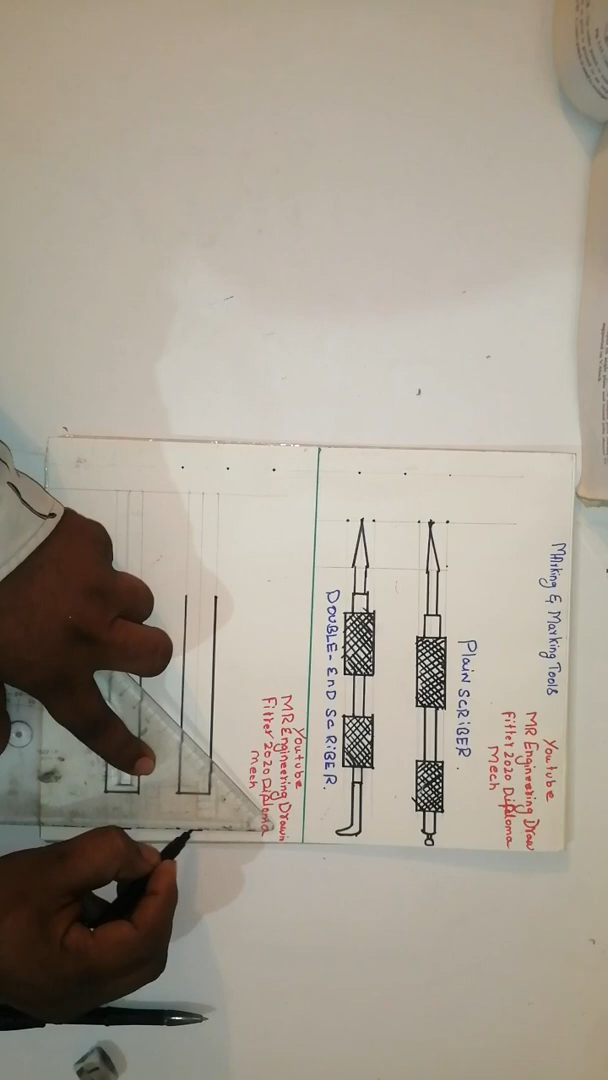 MArking & Marking Tools
Youtube
MR Engineering Draw
Fitter 2020 Diploma
Mech
Plain SCRiBER.
DOUBLE-End SCRiBER.
Youtube
MR Engineering Drawn
Fitter 2020 Diploma
Mech